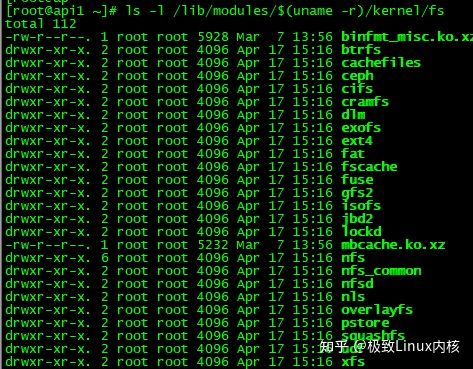 [root@api1 ~]# ls -l /lib/modules/$(uname -r)/kernel/fs
total 112
-rw-r--r--. 1 root root 5928 Mar  7 13:56 binfmt_misc.ko.xz
drwxr-xr-x. 2 root root 4096 Apr 17 15:16 btrfs
drwxr-xr-x. 2 root root 4096 Apr 17 15:16 cachefiles
drwxr-xr-x. 2 root root 4096 Apr 17 15:16 ceph
drwxr-xr-x. 2 root root 4096 Apr 17 15:16 cifs
drwxr-xr-x. 2 root root 4096 Apr 17 15:16 cramfs
drwxr-xr-x. 2 root root 4096 Apr 17 15:16 dlm
drwxr-xr-x. 2 root root 4096 Apr 17 15:16 exofs
drwxr-xr-x. 2 root root 4096 Apr 17 15:16 ext4
drwxr-xr-x. 2 root root 4096 Apr 17 15:16 fat
drwxr-xr-x. 2 root root 4096 Apr 17 15:16 fscache
drwxr-xr-x. 2 root root 4096 Apr 17 15:16 fuse
drwxr-xr-x. 2 root root 4096 Apr 17 15:16 gfs2
drwxr-xr-x. 2 root root 4096 Apr 17 15:16 isofs
drwxr-xr-x. 2 root root 4096 Apr 17 15:16 jbd2
drwxr-xr-x. 2 root root 4096 Apr 17 15:16 lockd
-rw-r--r--. 1 root root 5232 Mar  7 13:56 mbcache.ko.xz
drwxr-xr-x. 6 root root 4096 Apr 17 15:16 nfs
drwxr-xr-x. 2 root root 4096 Apr 17 15:16 nfs_common
drwxr-xr-x. 2 root root 4096 Apr 17 15:16 nfsd
drwxr-xr-x. 2 root root 4096 Apr 17 15:16 nls
drwxr-xr-x. 2 root root 4096 Apr 17 15:16 overlayfs
drwxr-xr-x. 2 root root 4096 Apr 17 15:16 pstore
drwxr-xr-x. 2 root root 4096 Apr 17 15:16 squashfs
drwxr-xr-x. 2 root root 4096 Apr 17 15:16 udf
drwxr-xr-x. 2 root root 4096 Apr 17 15:16 xfs
知乎 @极致Linux内核